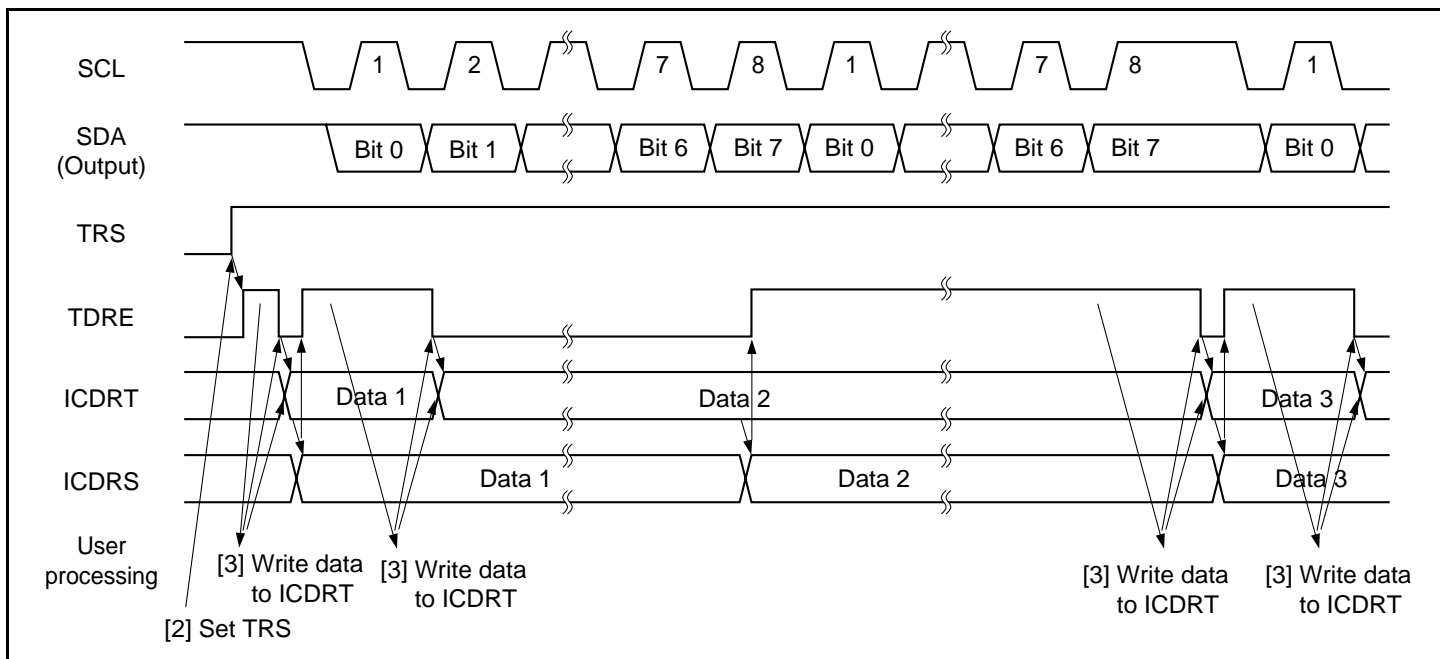 SCL
1 2 7 8 1 7 8 1
SDA
(Output)
Bit 0 Bit 1 Bit 6 Bit 7 Bit 0 Bit 6 Bit 7 Bit 0
TRS
TDRE
ICDRT
Data 1 Data 2 Data 3
ICDRS
Data 1 Data 2 Data 3
User
processing
[3] Write data
to ICDRT
[3] Write data
to ICDRT
[3] Write data
to ICDRT
[3] Write data
to ICDRT
[2] Set TRS